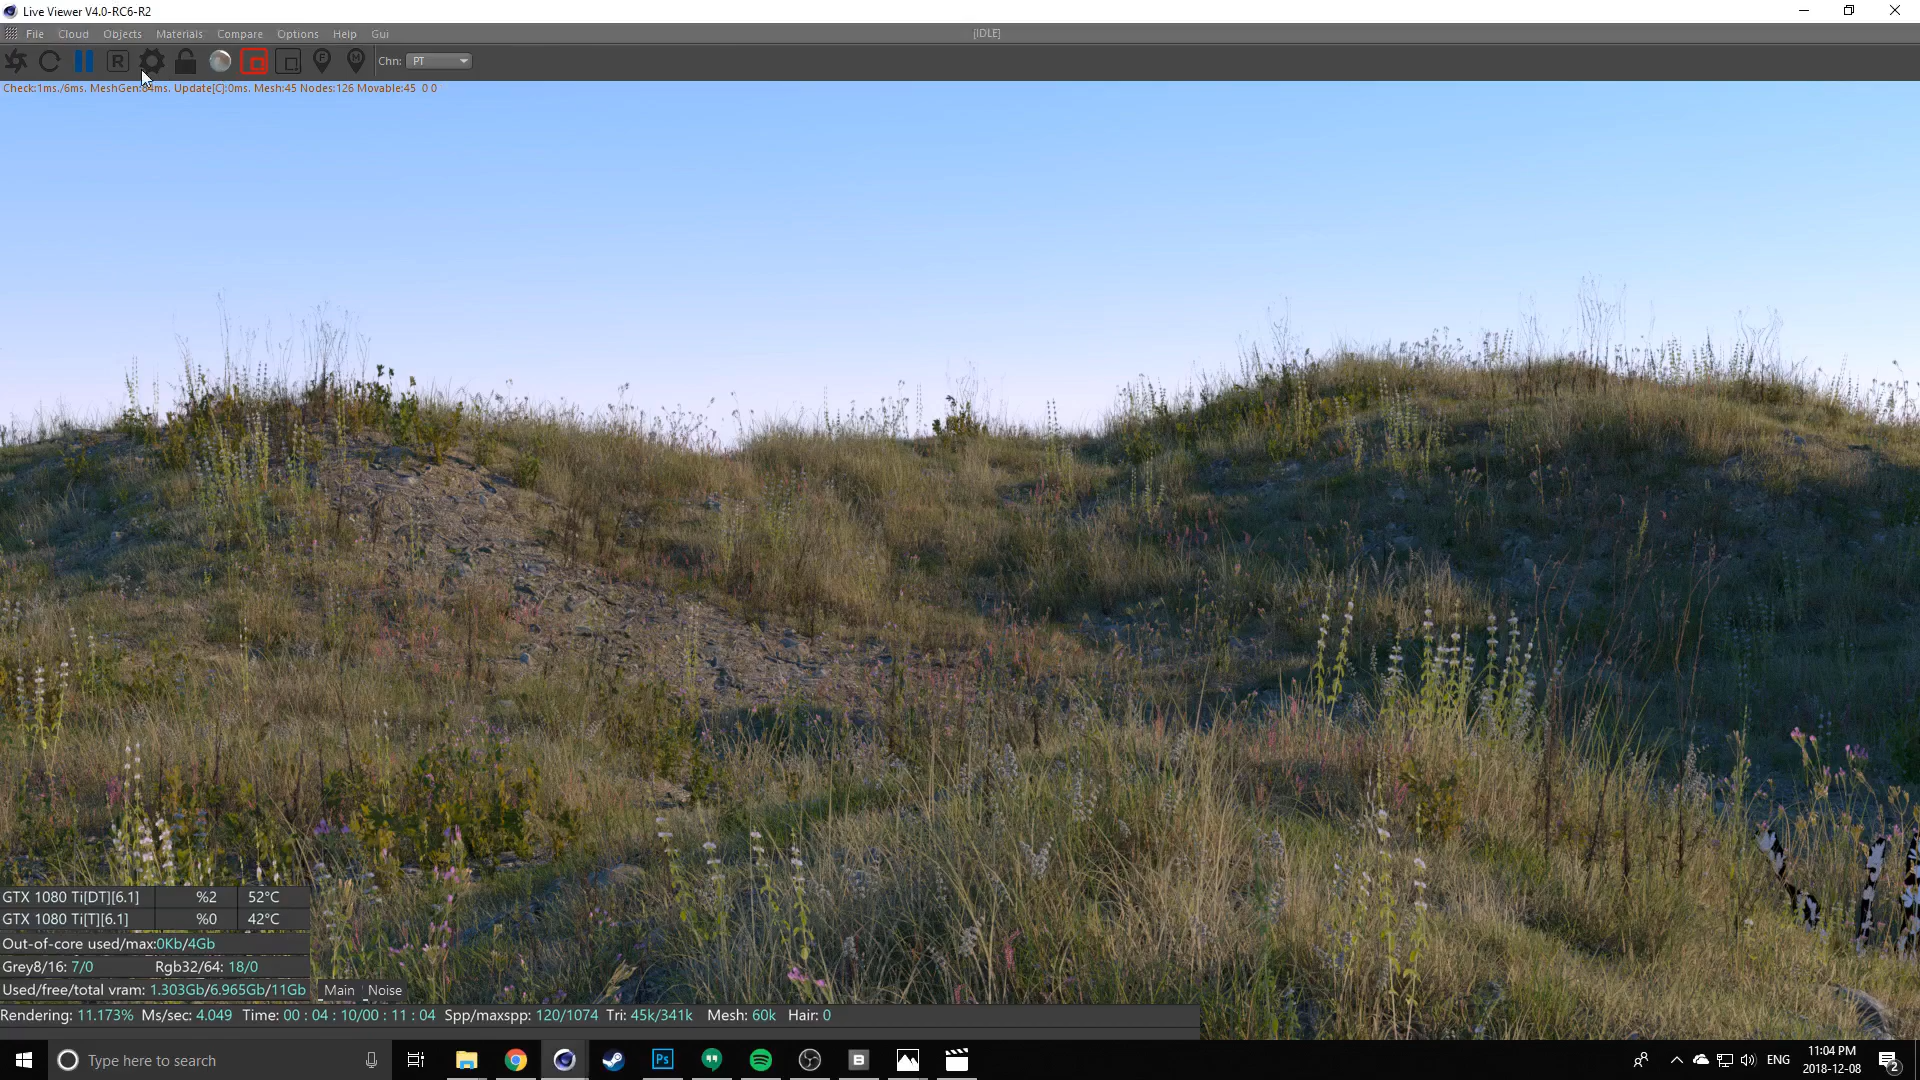 Live Viewer V4.0-RC6-R2
File Cloud Objects Materials Compare Options Help Gui [IDLE]
R Chn: PT
Check:1ms./6ms. MeshGen:84ms. Update[C]:0ms. Mesh:45 Nodes:126 Movable:45 0 0
GTX 1080 Ti[DT][6.1] %2 52°C
GTX 1080 Ti[T][6.1] %0 42°C
Out-of-core used/max:0Kb/4Gb
Grey8/16: 7/0 Rgb32/64: 18/0
Used/free/total vram: 1.303Gb/6.965Gb/11Gb Main Noise
Rendering: 11.173% Ms/sec: 4.049 Time: 00 : 04 : 10/00 : 11 : 04 Spp/maxspp: 120/1074 Tri: 45k/341k Mesh: 60k Hair: 0
Type here to search Ps B ENG 11:04 PM 2
2018-12-08